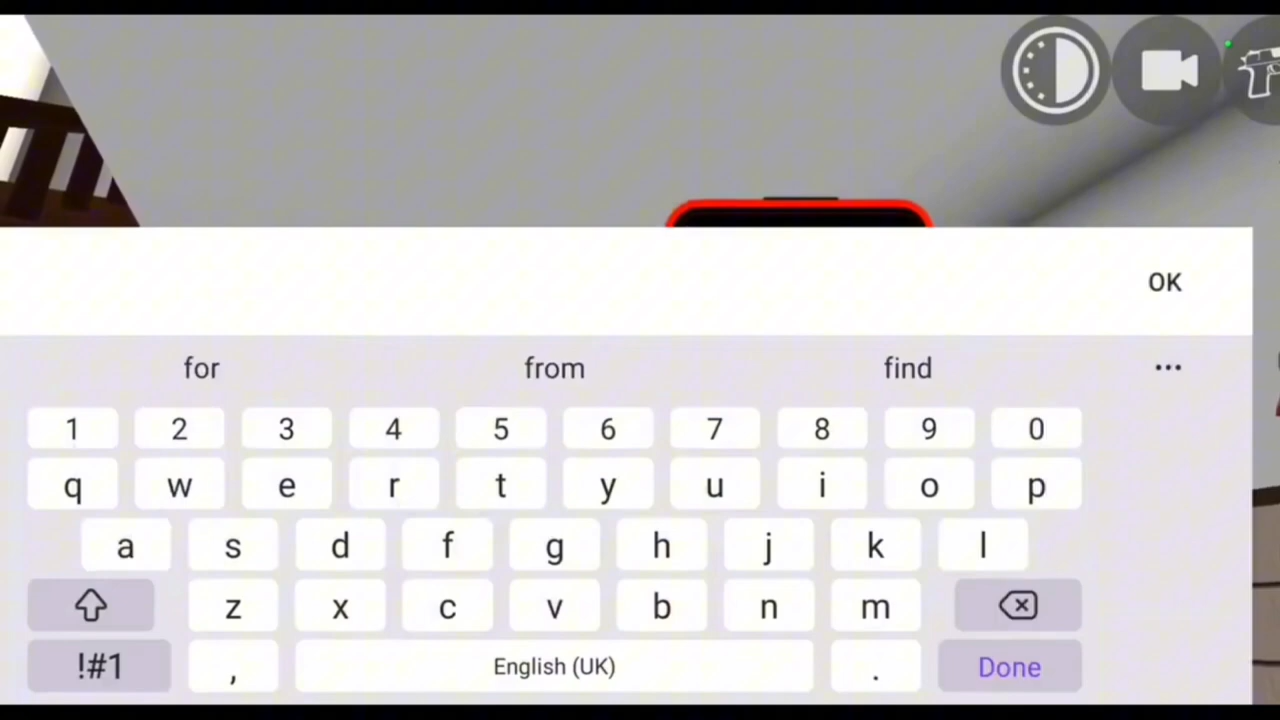 OK
for from find ...
1 2 3 4 5 6 7 8 9 0
q w e r t y u i o p
a s d f g h j k l
z x c v b n m
!#1 , English (UK) . Done